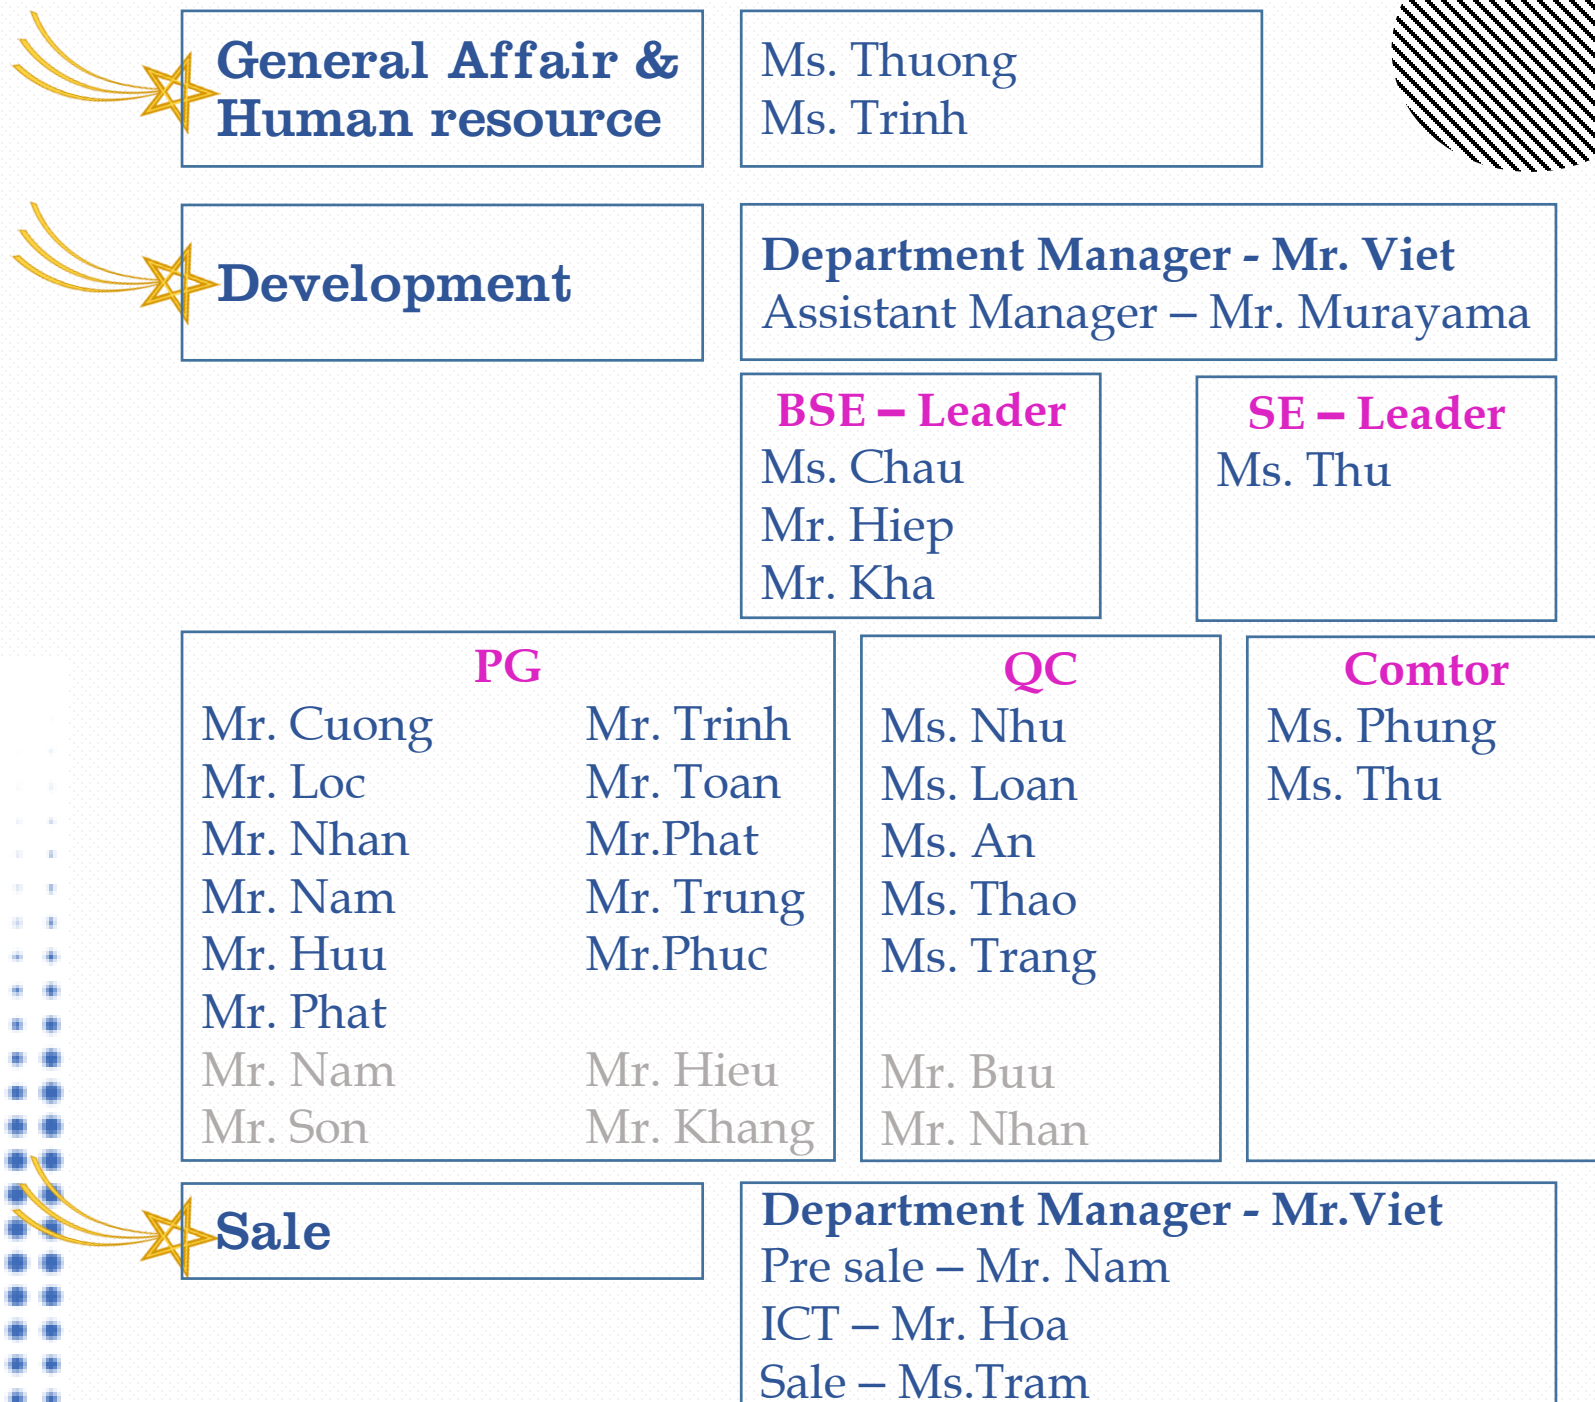 General Affair &
Human resource
Ms. Thuong
Ms. Trinh
Development
Department Manager - Mr. Viet
Assistant Manager – Mr. Murayama
BSE – Leader
Ms. Chau
Mr. Hiep
Mr. Kha
SE – Leader
Ms. Thu
PG
Mr. Cuong Mr. Trinh
Mr. Loc Mr. Toan
Mr. Nhan Mr.Phat
Mr. Nam Mr. Trung
Mr. Huu Mr.Phuc
Mr. Phat
Mr. Nam Mr. Hieu
Mr. Son Mr. Khang
QC
Ms. Nhu
Ms. Loan
Ms. An
Ms. Thao
Ms. Trang
Mr. Buu
Mr. Nhan
Comtor
Ms. Phung
Ms. Thu
Sale
Department Manager - Mr.Viet
Pre sale – Mr. Nam
ICT – Mr. Hoa
Sale – Ms.Tram